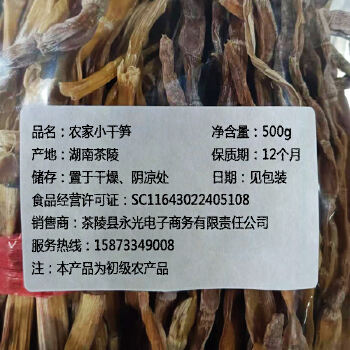 品名：农家小干笋 净含量：500g
产地：湖南茶陵 保质期：12个月
储存：置于干燥、阴凉处 日期：见包装
食品经营许可证：SC11643022405108
销售商：茶陵县永光电子商务有限责任公司
服务热线：15873349008
注：本产品为初级农产品